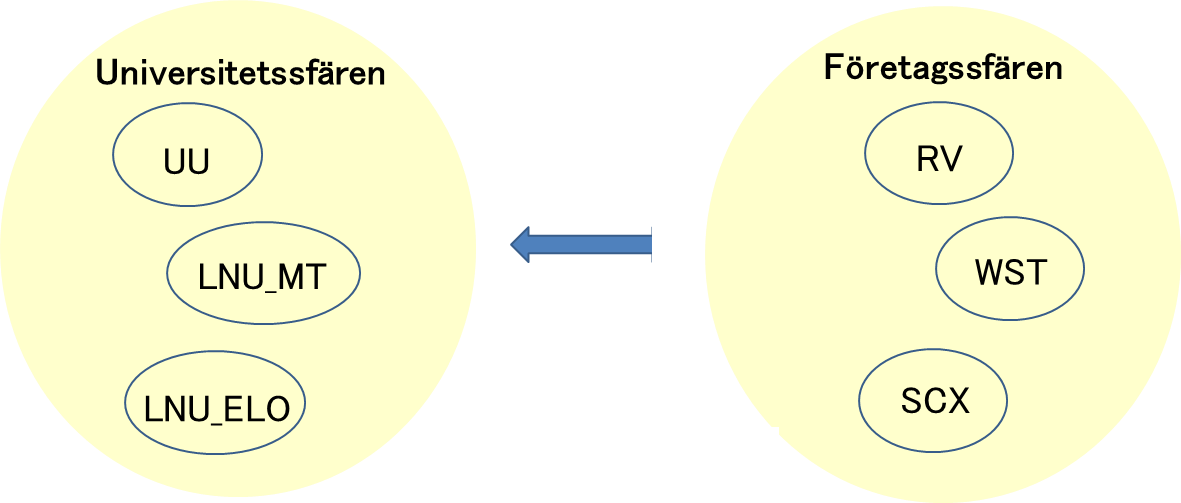 Universitetssfären
UU
LNU_MT
LNU_ELO
Företagssfären
RV
WST
SCX